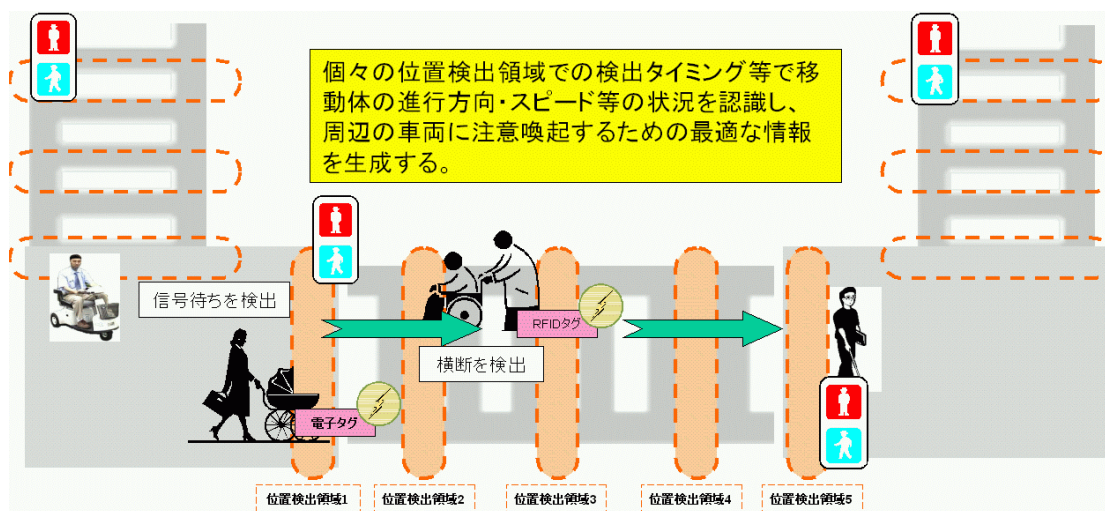 個々の位置検出領域での検出タイミング等で移
動体の進行方向・スピード等の状況を認識し、
周辺の車両に注意喚起するための最適な情報
を生成する。
信号待ちを検出
RFIDタグ
横断を検出
電子タグ
位置検出領域1
位置検出領域2
位置検出領域3
位置検出領域4
位置検出領域5